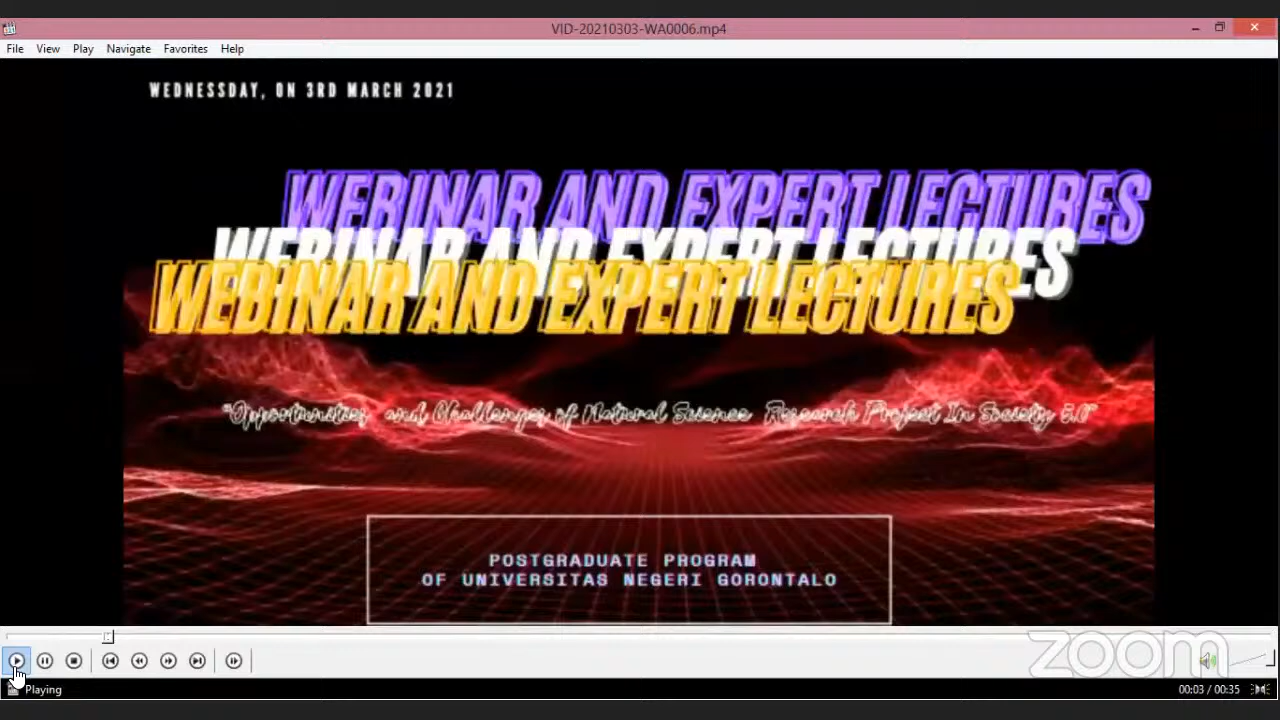 VID-20210303-WA0006.mp4
File View Play Navigate Favorites Help
WEDNESSDAY, ON 3RD MARCH 2021
WEBINAR AND EXPERT LECTURES
WEBINAR AND EXPERT LECTURES
WEBINAR AND EXPERT LECTURES
"Opportunities and Challenges of Natural Science Research Project In Society 5.0"
POSTGRADUATE PROGRAM
OF UNIVERSITAS NEGERI GORONTALO
zoom
Playing
00:03 / 00:35